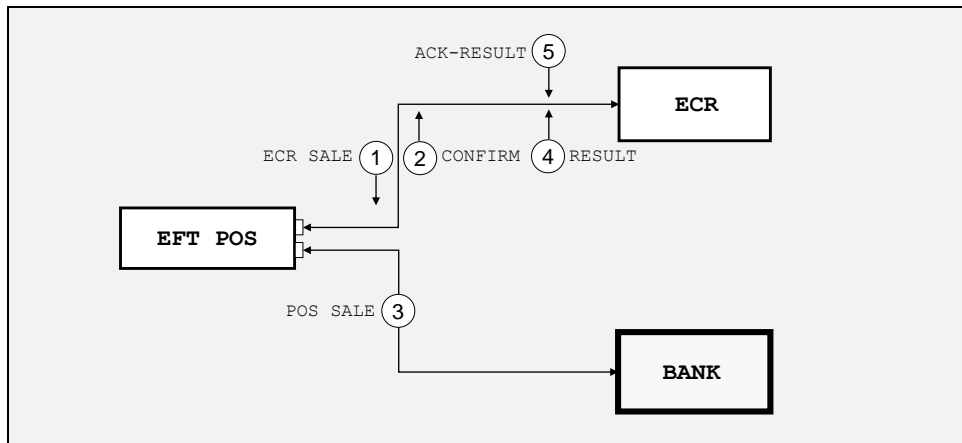 ACK-RESULT 5
ECR
ECR SALE 1 2 CONFIRM 4 RESULT
EFT POS
POS SALE 3
BANK